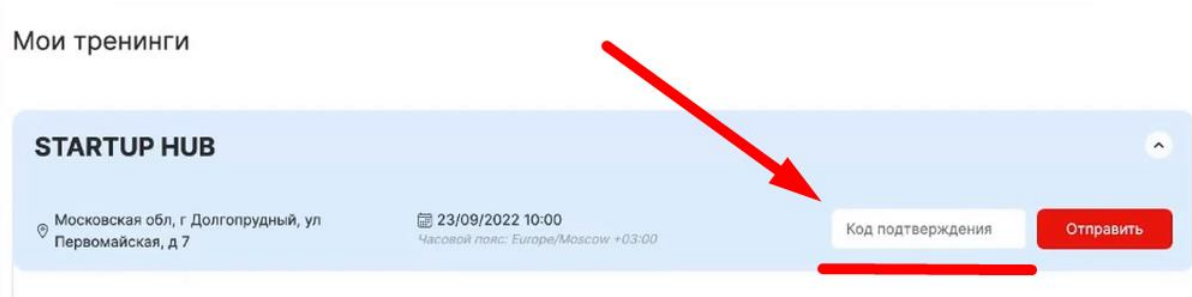 Мои тренинги
STARTUP HUB
Московская обл, г Долгопрудный, ул
Первомайская, д 7
23/09/2022 10:00
Часовой пояс: Europe/Moscow +03:00
Код подтверждения
Отправить